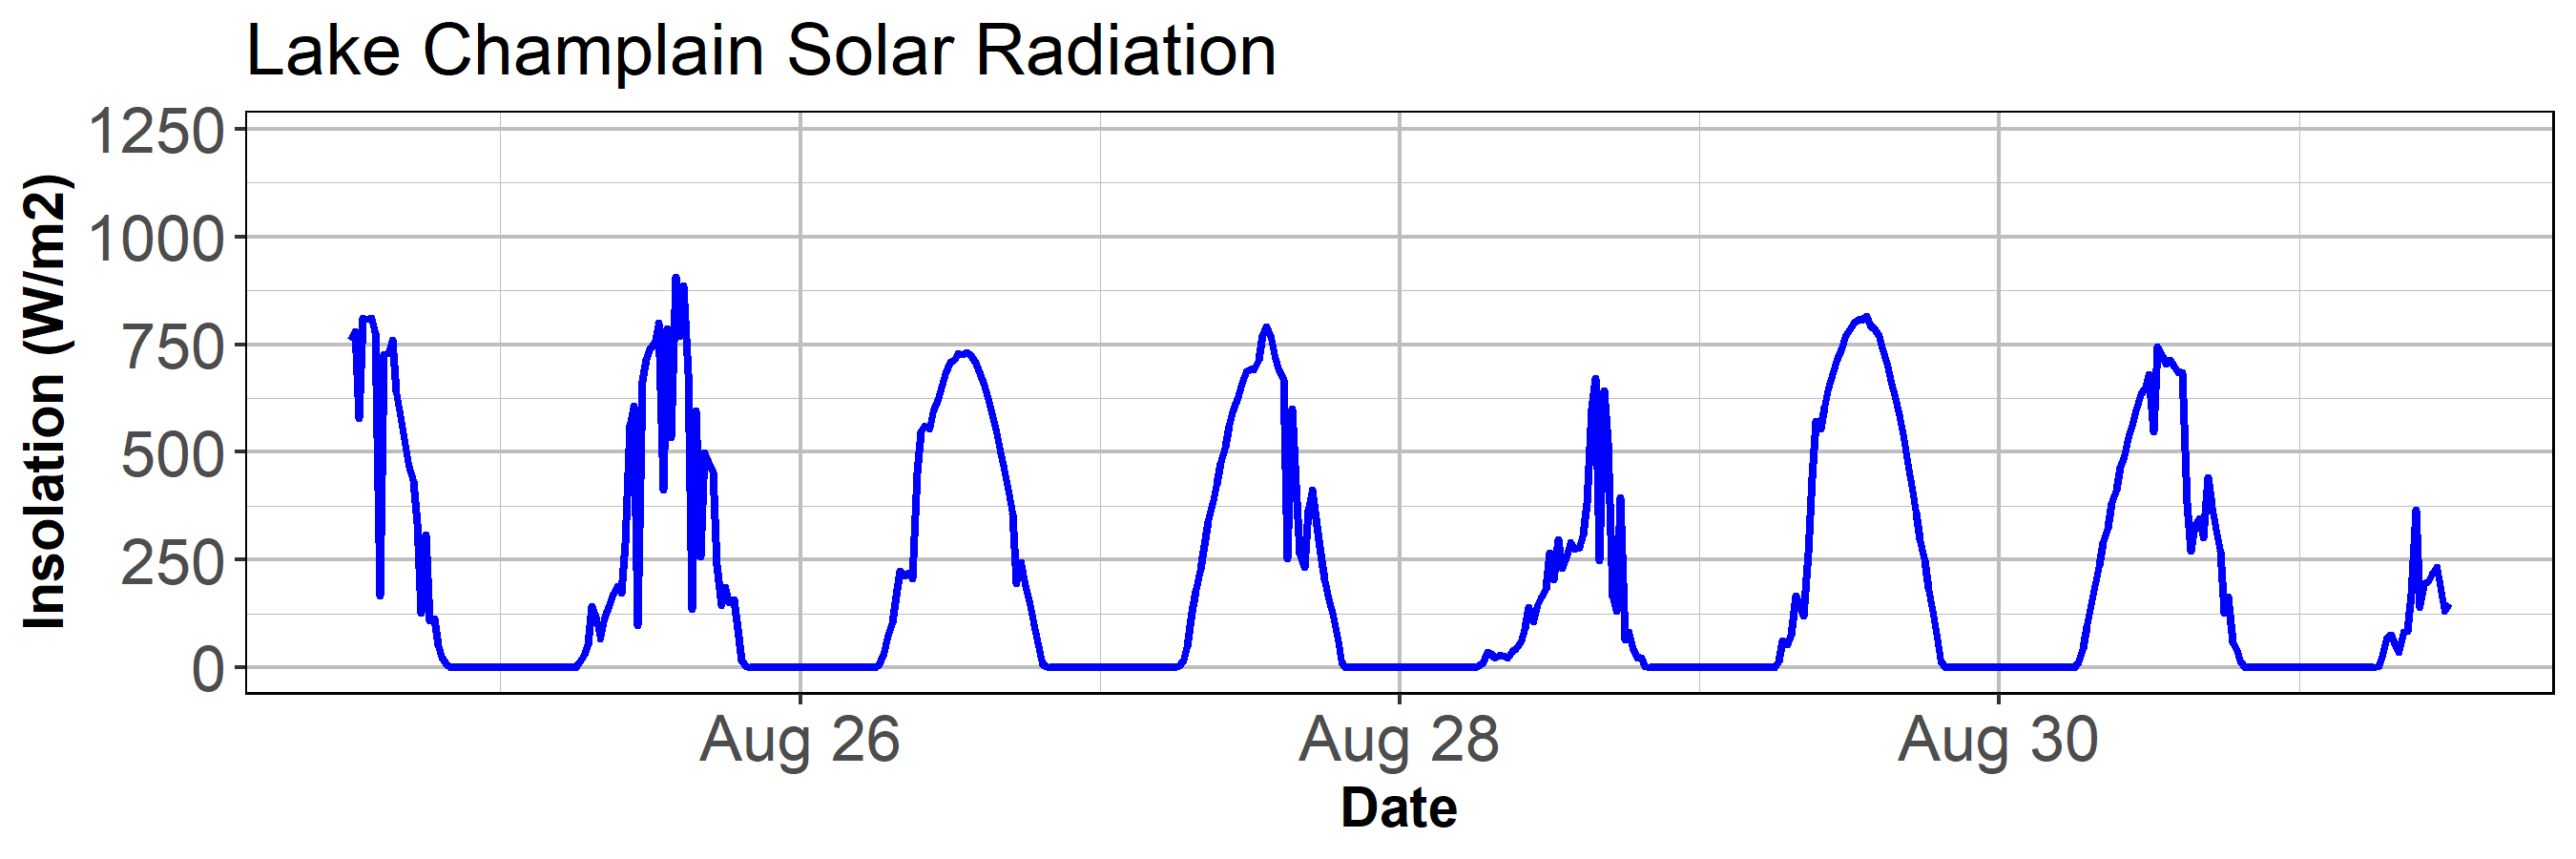 Lake Champlain Solar Radiation
1250
1000
750
500
250
0
Insolation (W/m2)
Aug 26 Aug 28 Aug 30
Date